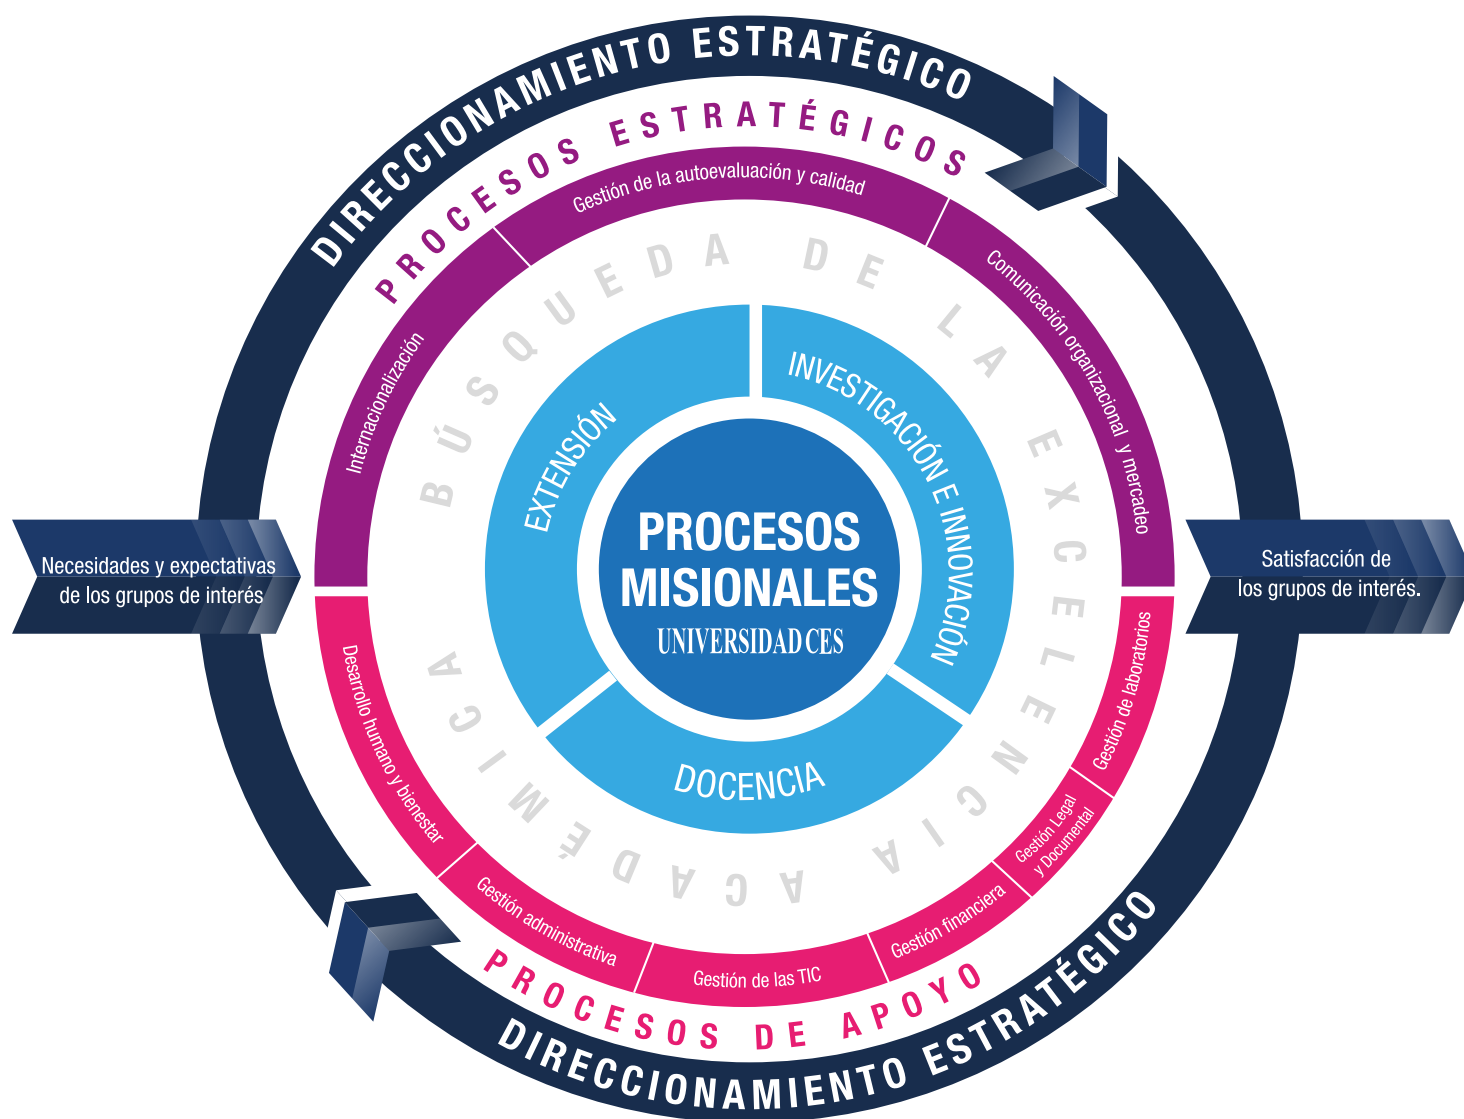 DIRECCIONAMIENTO ESTRATÉGICO
PROCESOS ESTRATÉGICOS
Internacionalización
Gestión de la autoevaluación y calidad
Comunicación organizacional y mercadeo
BÚSQUEDA DE LA EXCELENCIA ACADÉMICA
EXTENSIÓN
INVESTIGACIÓN E INNOVACIÓN
DOCENCIA
PROCESOS
MISIONALES
UNIVERSIDAD CES
Necesidades y expectativas
de los grupos de interés
Satisfacción de
los grupos de interés.
Desarrollo humano y bienestar
Gestión administrativa
Gestión de las TIC
Gestión financiera
Gestión Legal
y Documental
Gestión de laboratorios
PROCESOS DE APOYO
DIRECCIONAMIENTO ESTRATÉGICO